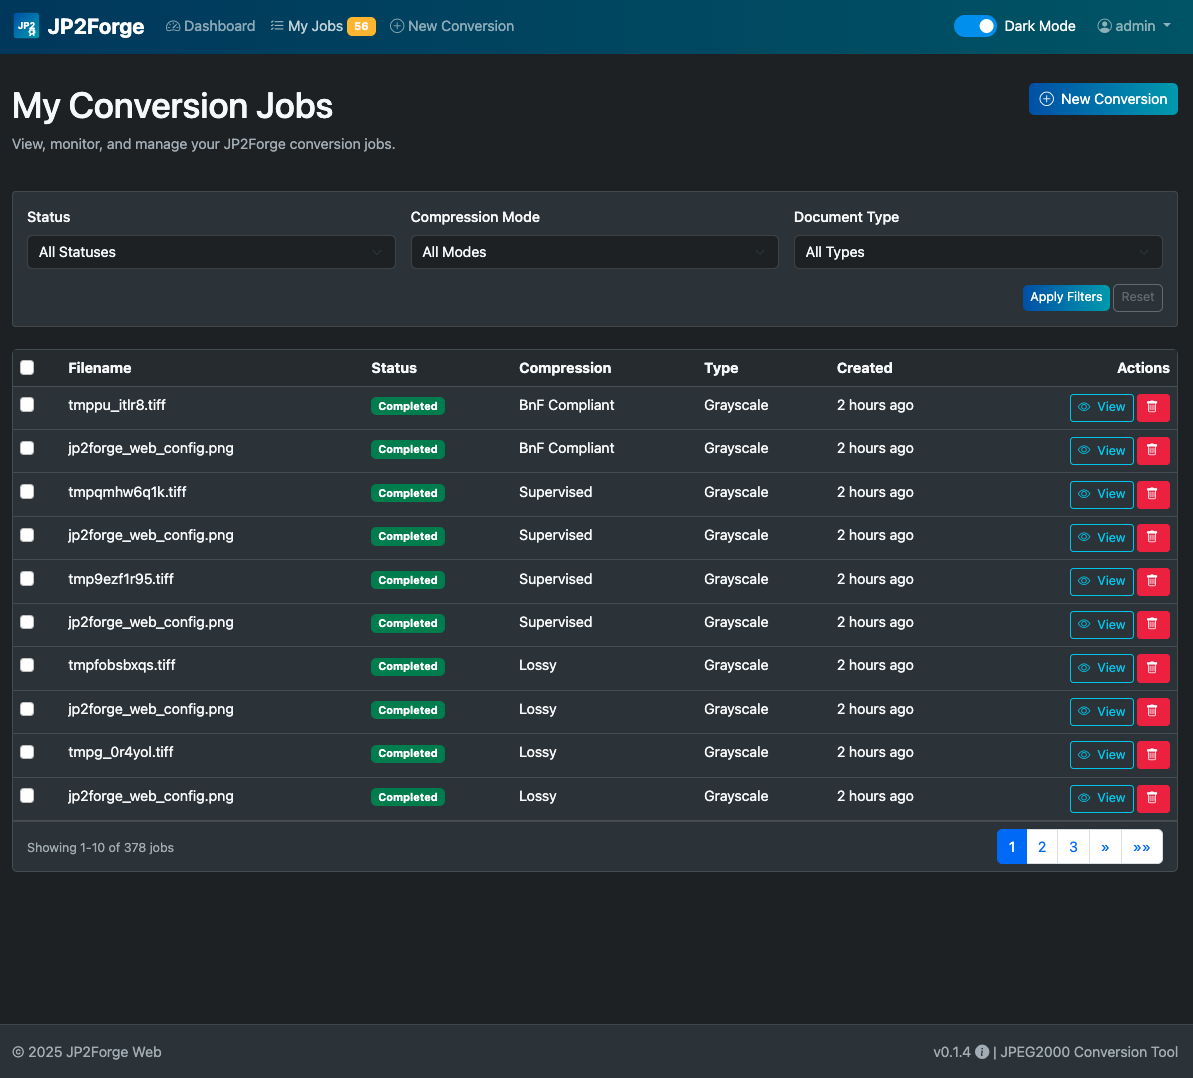 JP2 JP2Forge Dashboard My Jobs 56 New Conversion Dark Mode admin
My Conversion Jobs New Conversion
View, monitor, and manage your JP2Forge conversion jobs.
Status Compression Mode Document Type
All Statuses All Modes All Types
Apply Filters Reset
Filename Status Compression Type Created Actions
tmppu_itlr8.tiff Completed BnF Compliant Grayscale 2 hours ago View
jp2forge_web_config.png Completed BnF Compliant Grayscale 2 hours ago View
tmpqmhw6q1k.tiff Completed Supervised Grayscale 2 hours ago View
jp2forge_web_config.png Completed Supervised Grayscale 2 hours ago View
tmp9ezf1r95.tiff Completed Supervised Grayscale 2 hours ago View
jp2forge_web_config.png Completed Supervised Grayscale 2 hours ago View
tmpfobsbxqs.tiff Completed Lossy Grayscale 2 hours ago View
jp2forge_web_config.png Completed Lossy Grayscale 2 hours ago View
tmpg_0r4yol.tiff Completed Lossy Grayscale 2 hours ago View
jp2forge_web_config.png Completed Lossy Grayscale 2 hours ago View
Showing 1-10 of 378 jobs 1 2 3 » »»
© 2025 JP2Forge Web v0.1.4 | JPEG2000 Conversion Tool